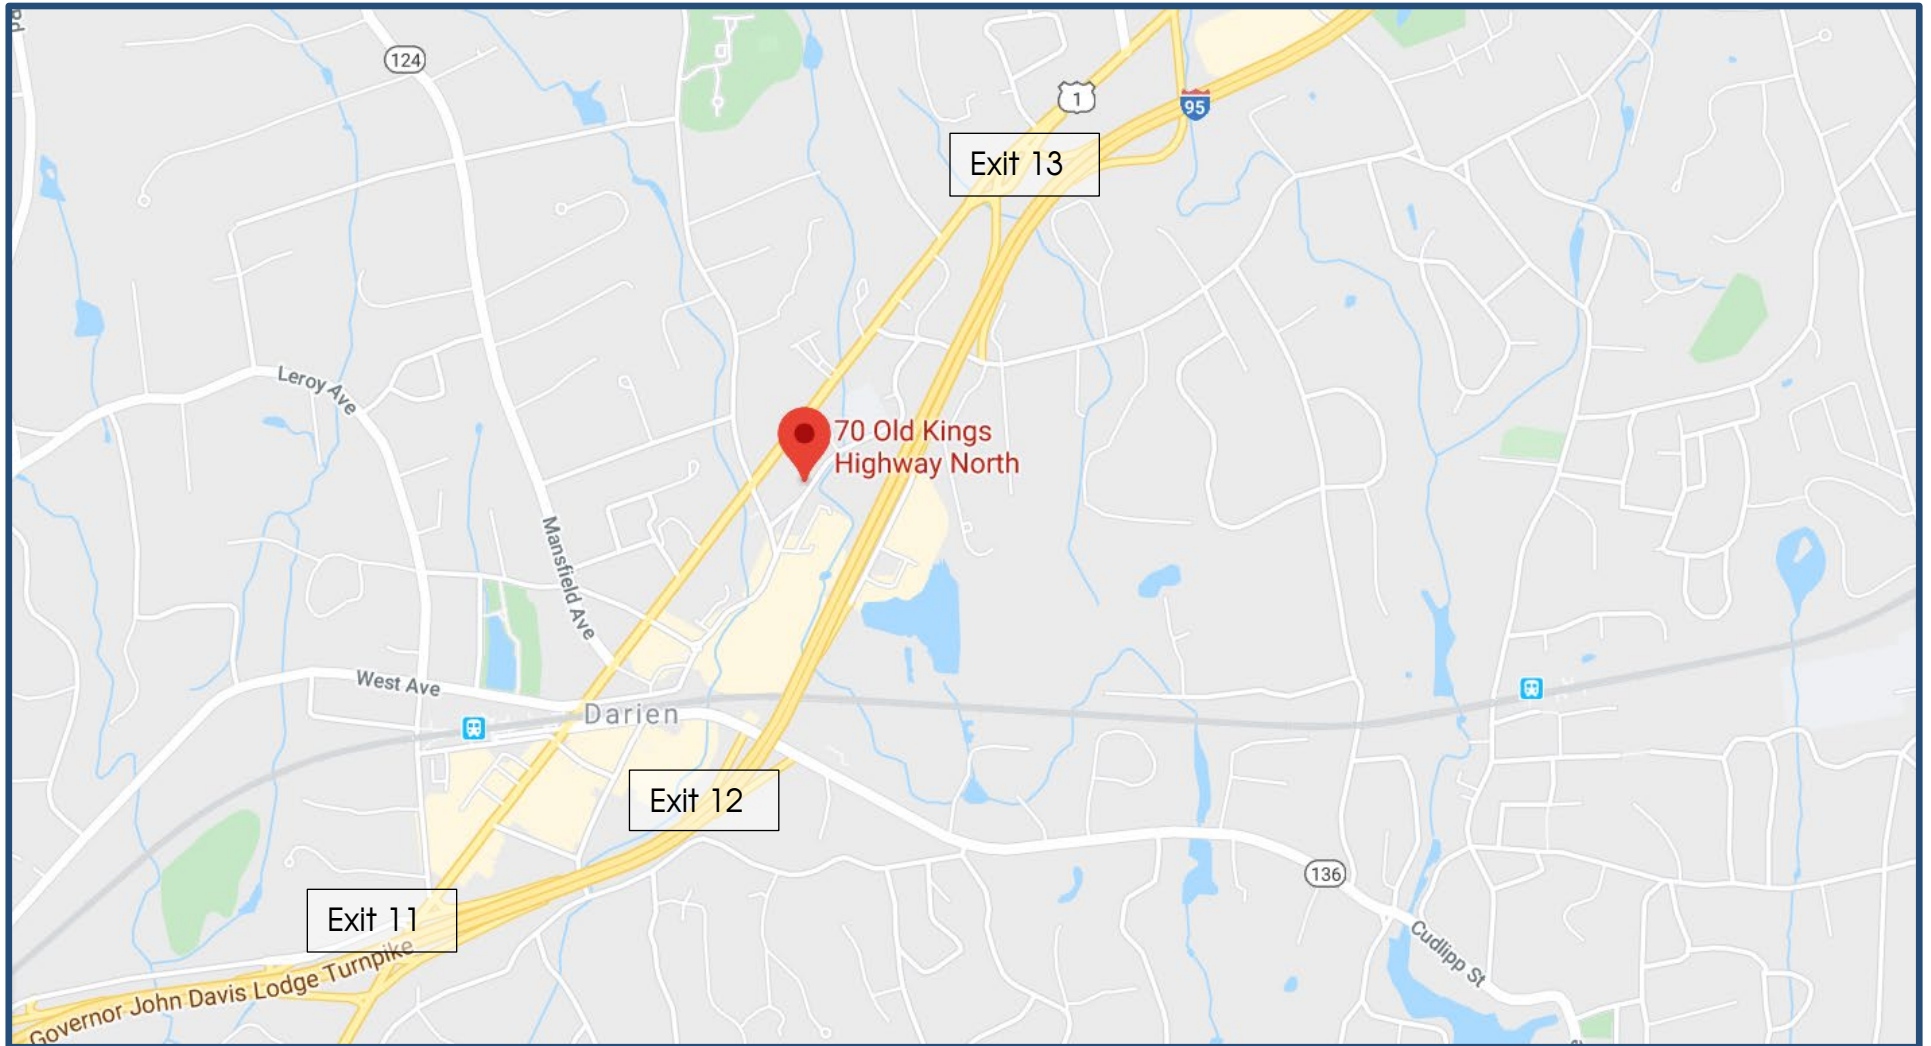 124
1
95
Exit 13
Leroy Ave
70 Old Kings
Highway North
Mansfield Ave
West Ave
Darien
Exit 12
136
Exit 11
Cudlipp St
Governor John Davis Lodge Turnpike